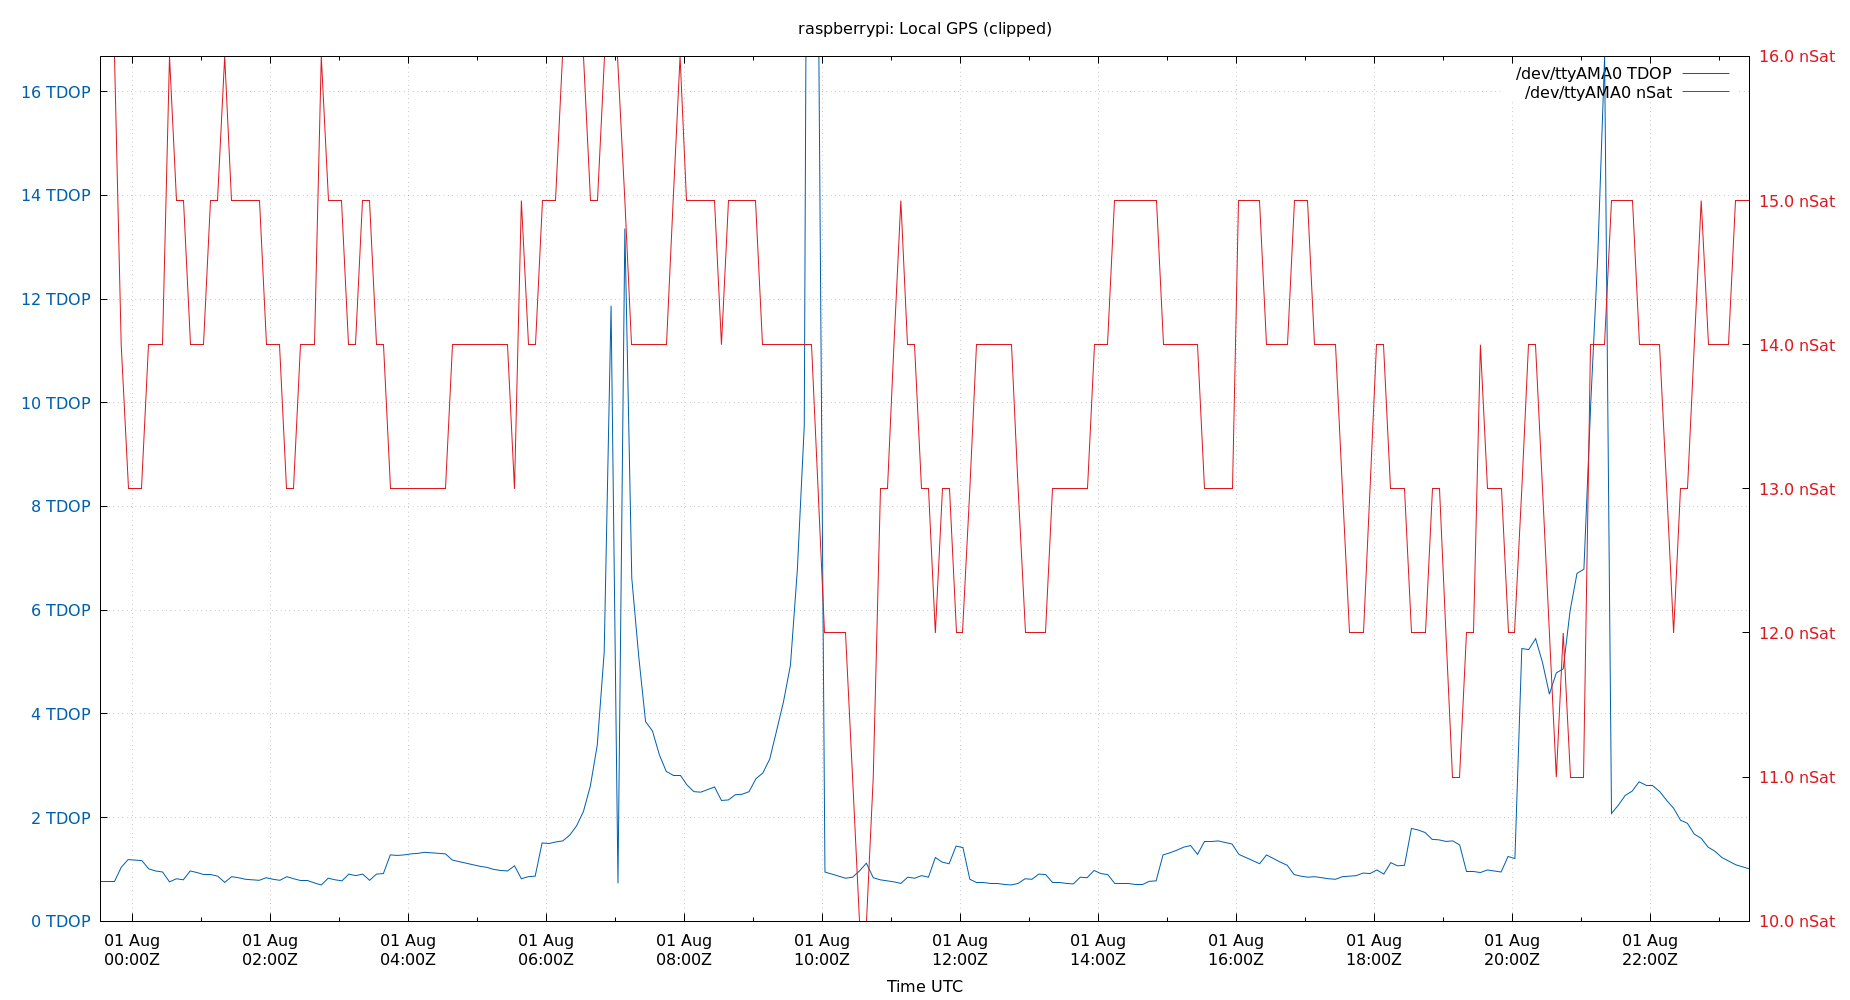 raspberrypi: Local GPS (clipped)
/dev/ttyAMA0 TDOP
/dev/ttyAMA0 nSat
16 TDOP
14 TDOP
12 TDOP
10 TDOP
8 TDOP
6 TDOP
4 TDOP
2 TDOP
0 TDOP
16.0 nSat
15.0 nSat
14.0 nSat
13.0 nSat
12.0 nSat
11.0 nSat
10.0 nSat
01 Aug
00:00Z
01 Aug
02:00Z
01 Aug
04:00Z
01 Aug
06:00Z
01 Aug
08:00Z
01 Aug
10:00Z
01 Aug
12:00Z
01 Aug
14:00Z
01 Aug
16:00Z
01 Aug
18:00Z
01 Aug
20:00Z
01 Aug
22:00Z
Time UTC